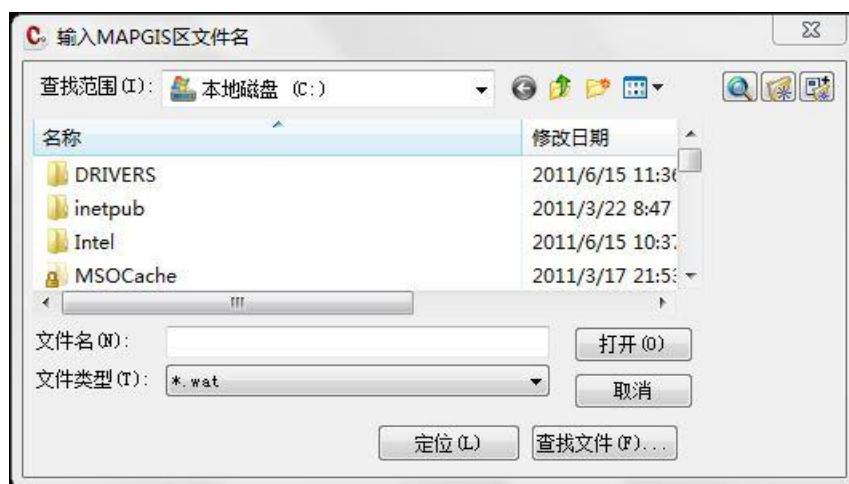 输入MAPGIS区文件名
查找范围(I): 本地磁盘 (C:)
名称 修改日期
DRIVERS 2011/6/15 11:36
inetpub 2011/3/22 8:47
Intel 2011/6/15 10:37
MSOCache 2011/3/17 21:53
文件名(N): 打开(O)
文件类型(T): *.wat 取消
定位(L) 查找文件(F)...